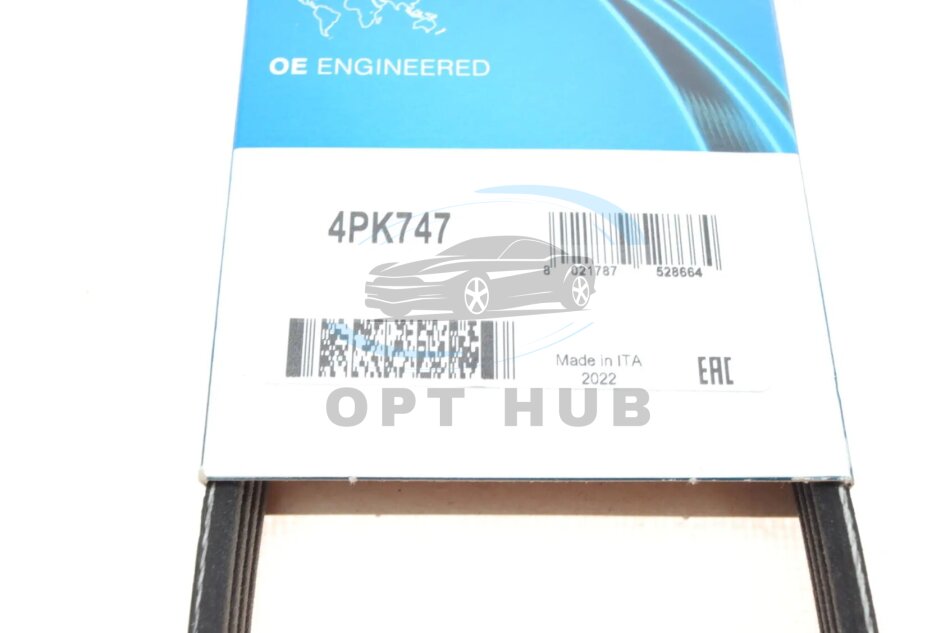 OE ENGINEERED
4PK747
8 021787 528664
Made in ITA
2022
EAC
OPT HUB